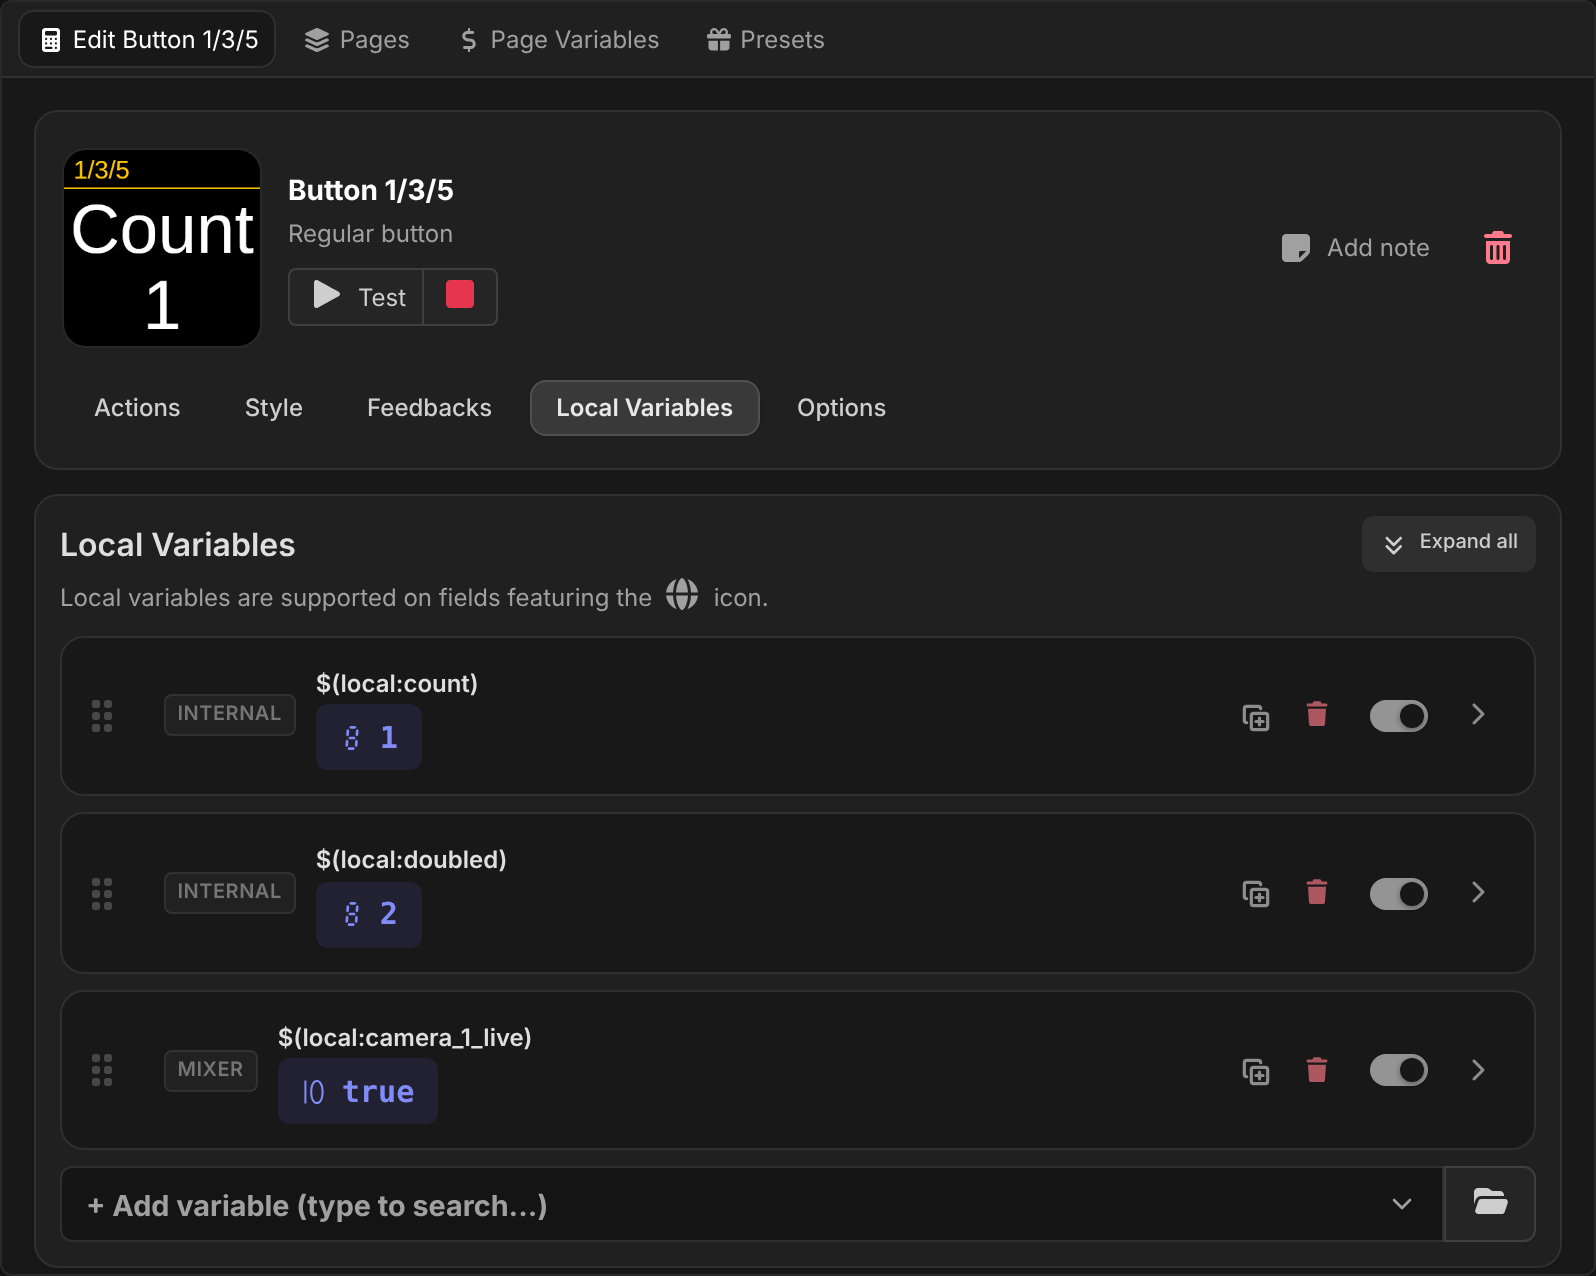 Edit Button 1/3/5 Pages Page Variables Presets
1/3/5
Count
1
Button 1/3/5
Regular button
Test
Add note
Actions Style Feedbacks Local Variables Options
Local Variables
Expand all
Local variables are supported on fields featuring the icon.
INTERNAL
$(local:count)
1
INTERNAL
$(local:doubled)
2
MIXER
$(local:camera_1_live)
true
+ Add variable (type to search...)